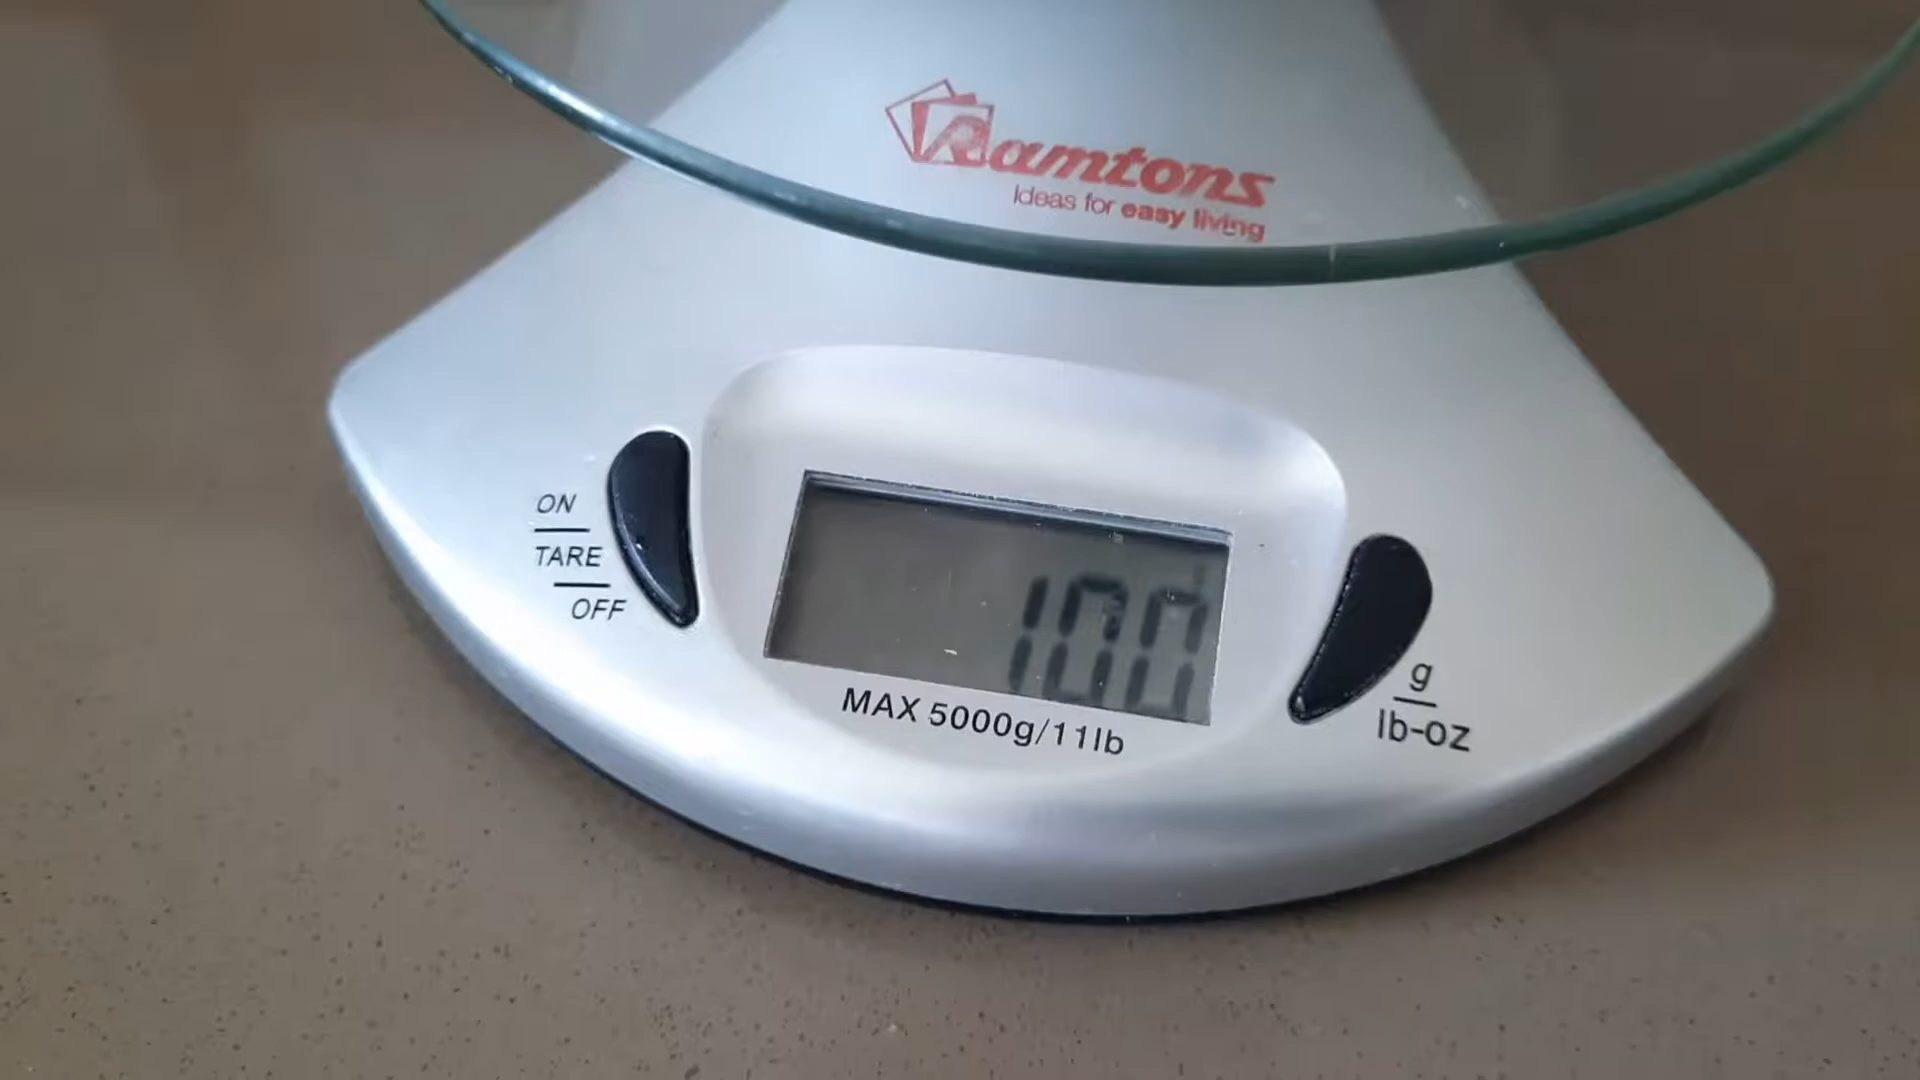 Ramtons
Ideas for easy living
ON
TARE
OFF
100
MAX 5000g/11lb
g
lb-oz